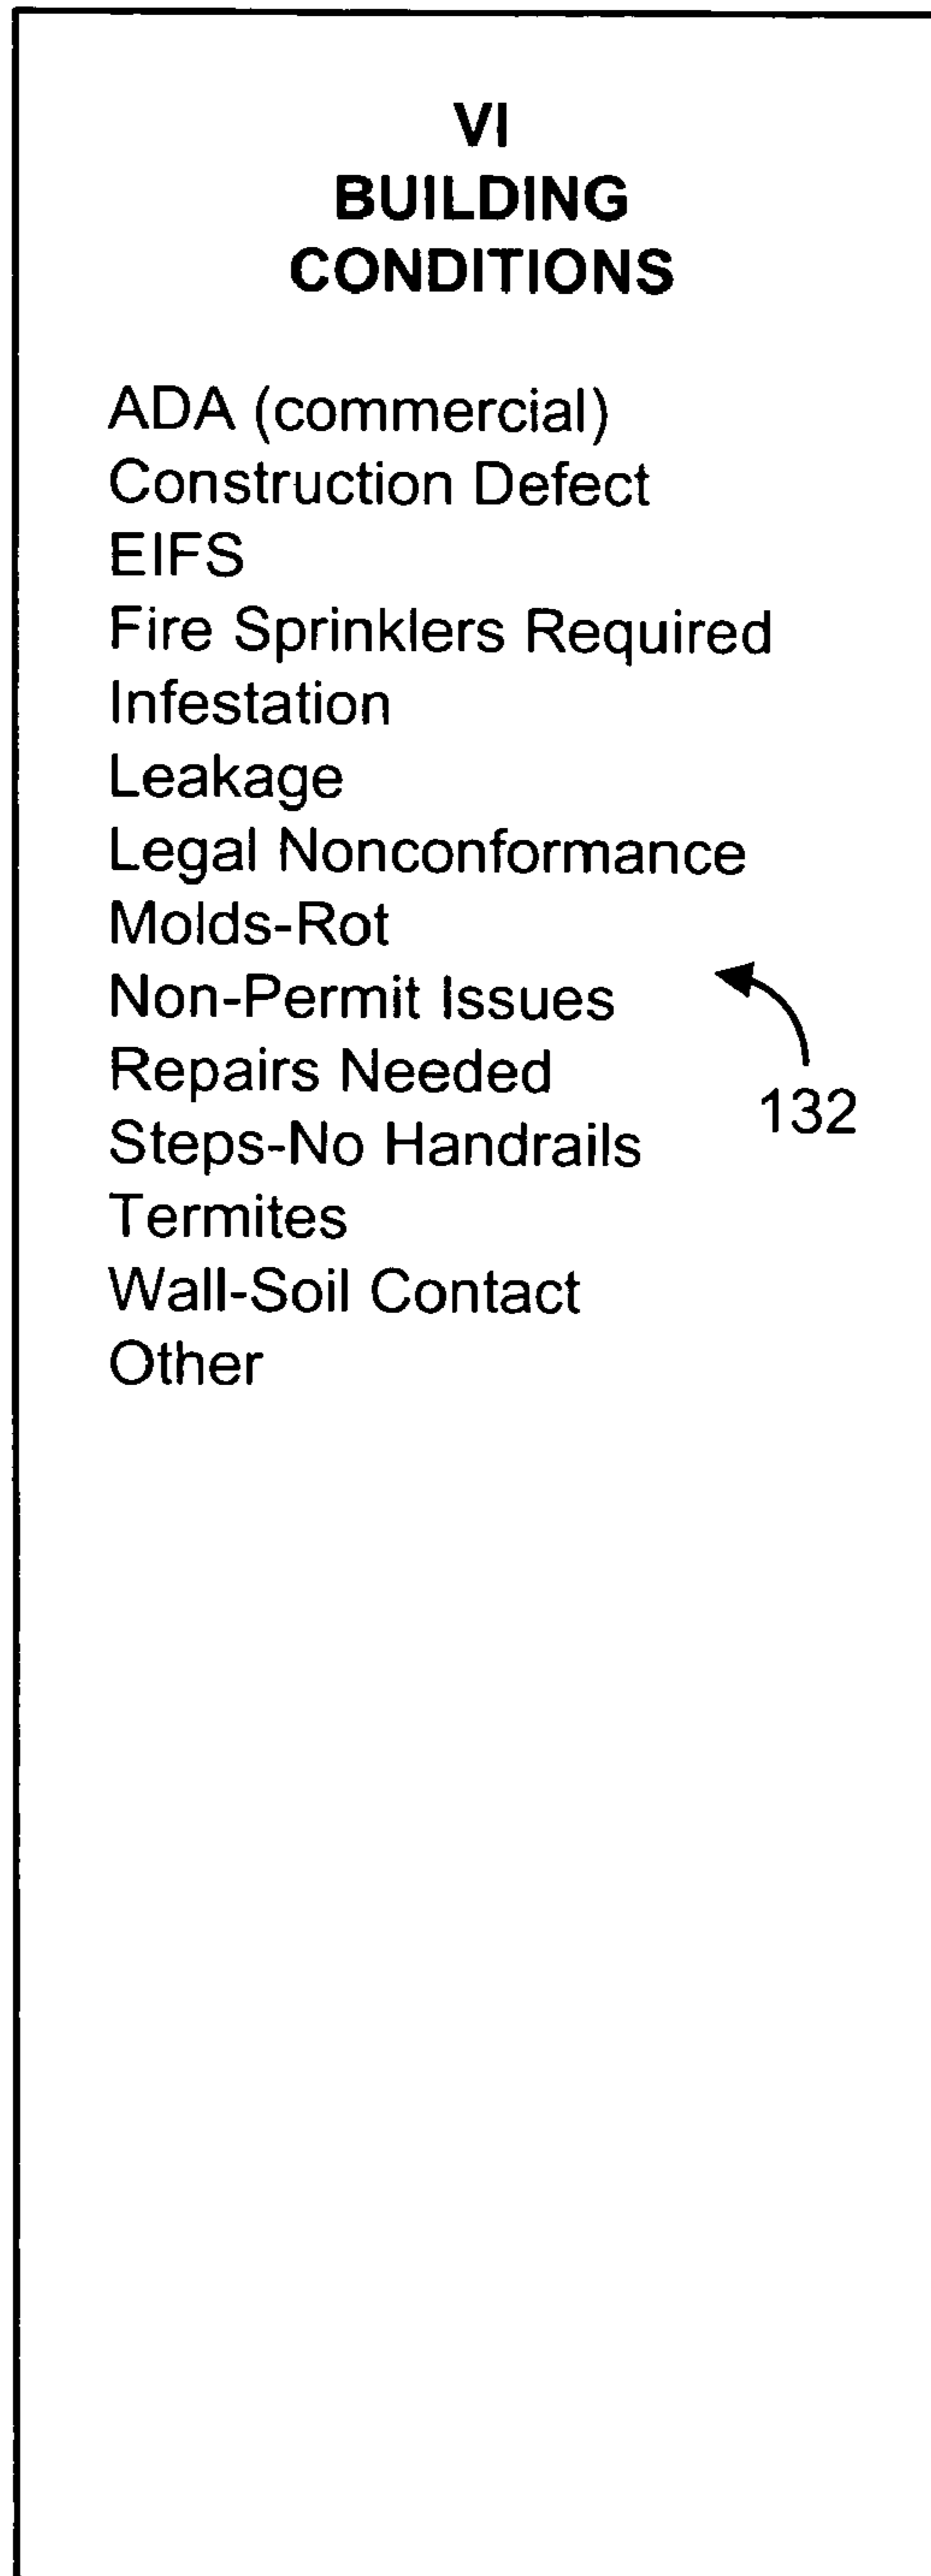 VI
BUILDING
CONDITIONS
ADA (commercial)
Construction Defect
EIFS
Fire Sprinklers Required
Infestation
Leakage
Legal Nonconformance
Molds-Rot
Non-Permit Issues
Repairs Needed
Steps-No Handrails
Termites
Wall-Soil Contact
Other
132